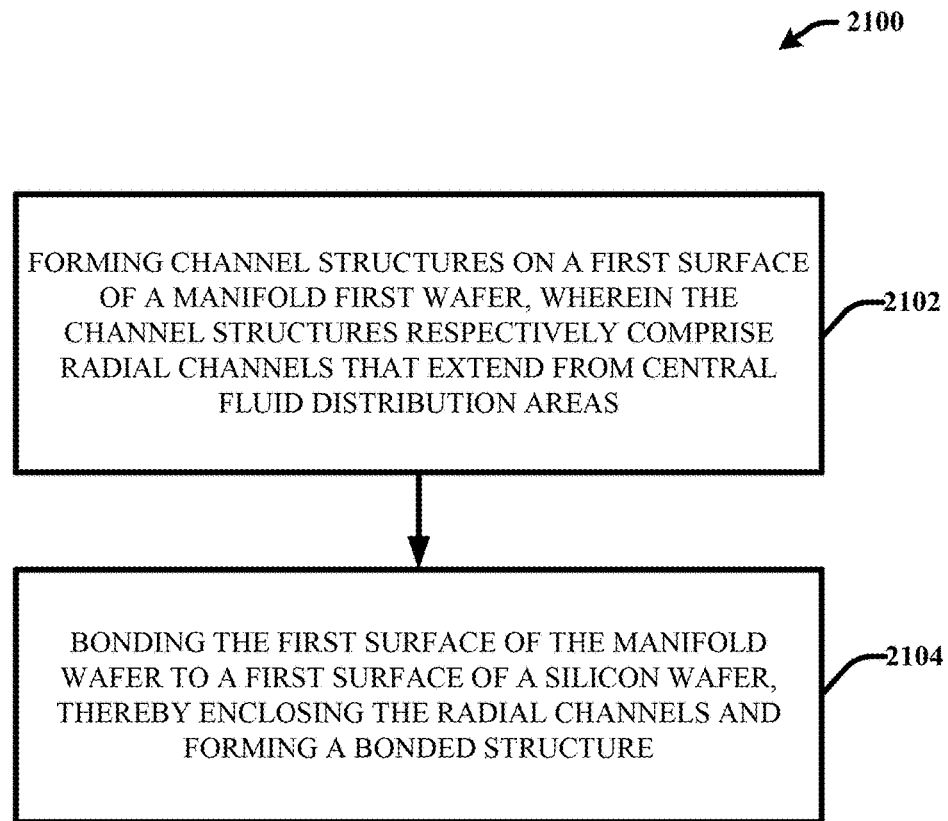 2100
FORMING CHANNEL STRUCTURES ON A FIRST SURFACE
OF A MANIFOLD FIRST WAFER, WHEREIN THE
CHANNEL STRUCTURES RESPECTIVELY COMPRISE
RADIAL CHANNELS THAT EXTEND FROM CENTRAL
FLUID DISTRIBUTION AREAS
2102
BONDING THE FIRST SURFACE OF THE MANIFOLD
WAFER TO A FIRST SURFACE OF A SILICON WAFER,
THEREBY ENCLOSING THE RADIAL CHANNELS AND
FORMING A BONDED STRUCTURE
2104